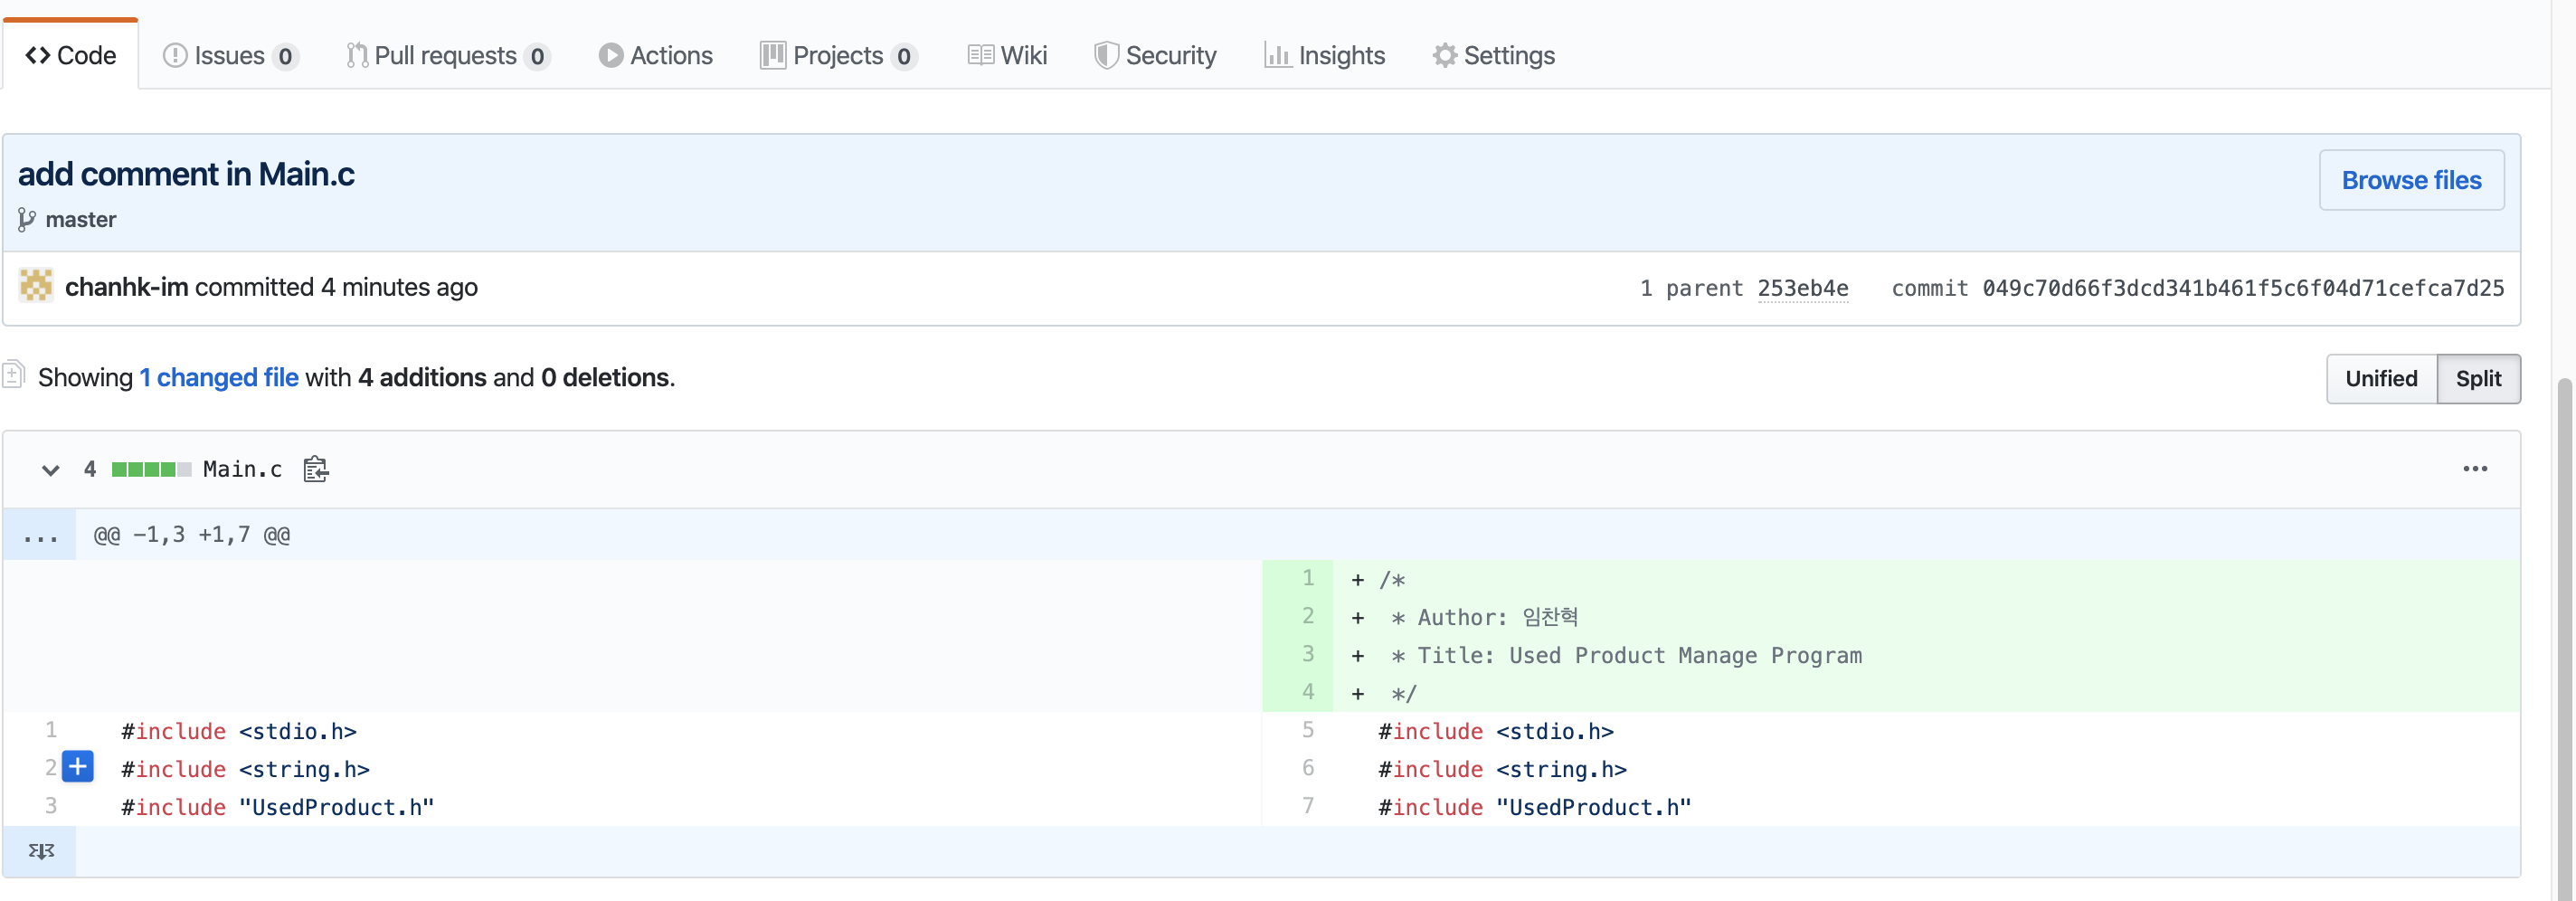 Code Issues 0 Pull requests 0 Actions Projects 0 Wiki Security Insights Settings
add comment in Main.c
Browse files
master
chanhk-im committed 4 minutes ago
1 parent 253eb4e commit 049c70d66f3dcd341b461f5c6f04d71cefca7d25
Showing 1 changed file with 4 additions and 0 deletions.
Unified Split
4 Main.c
...
... @@ -1,3 +1,7 @@
1 + /*
2 + * Author: 임찬혁
3 + * Title: Used Product Manage Program
4 + */
1 #include <stdio.h> 5 #include <stdio.h>
2 + #include <string.h> 6 #include <string.h>
3 #include "UsedProduct.h" 7 #include "UsedProduct.h"